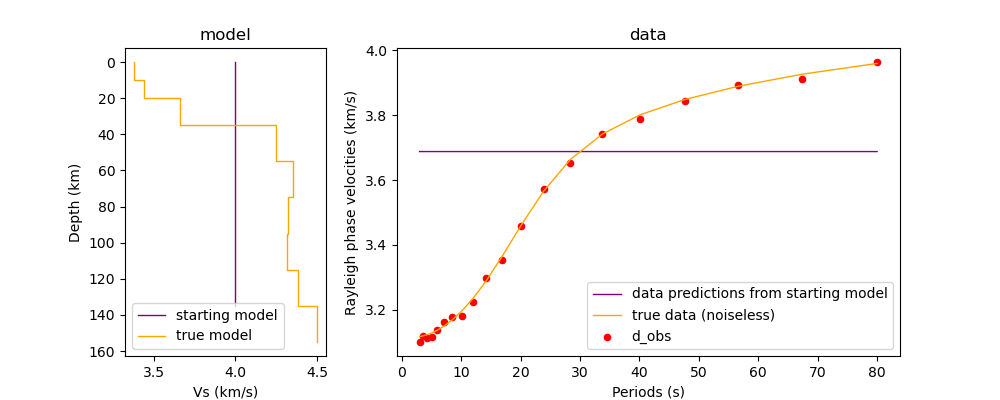 model
0
20
40
60
80
100
120
140
160
Depth (km)
3.5
4.0
4.5
Vs (km/s)
starting model
true model
data
4.0
3.8
3.6
3.4
3.2
Rayleigh phase velocities (km/s)
0
10
20
30
40
50
60
70
80
Periods (s)
data predictions from starting model
true data (noiseless)
d_obs